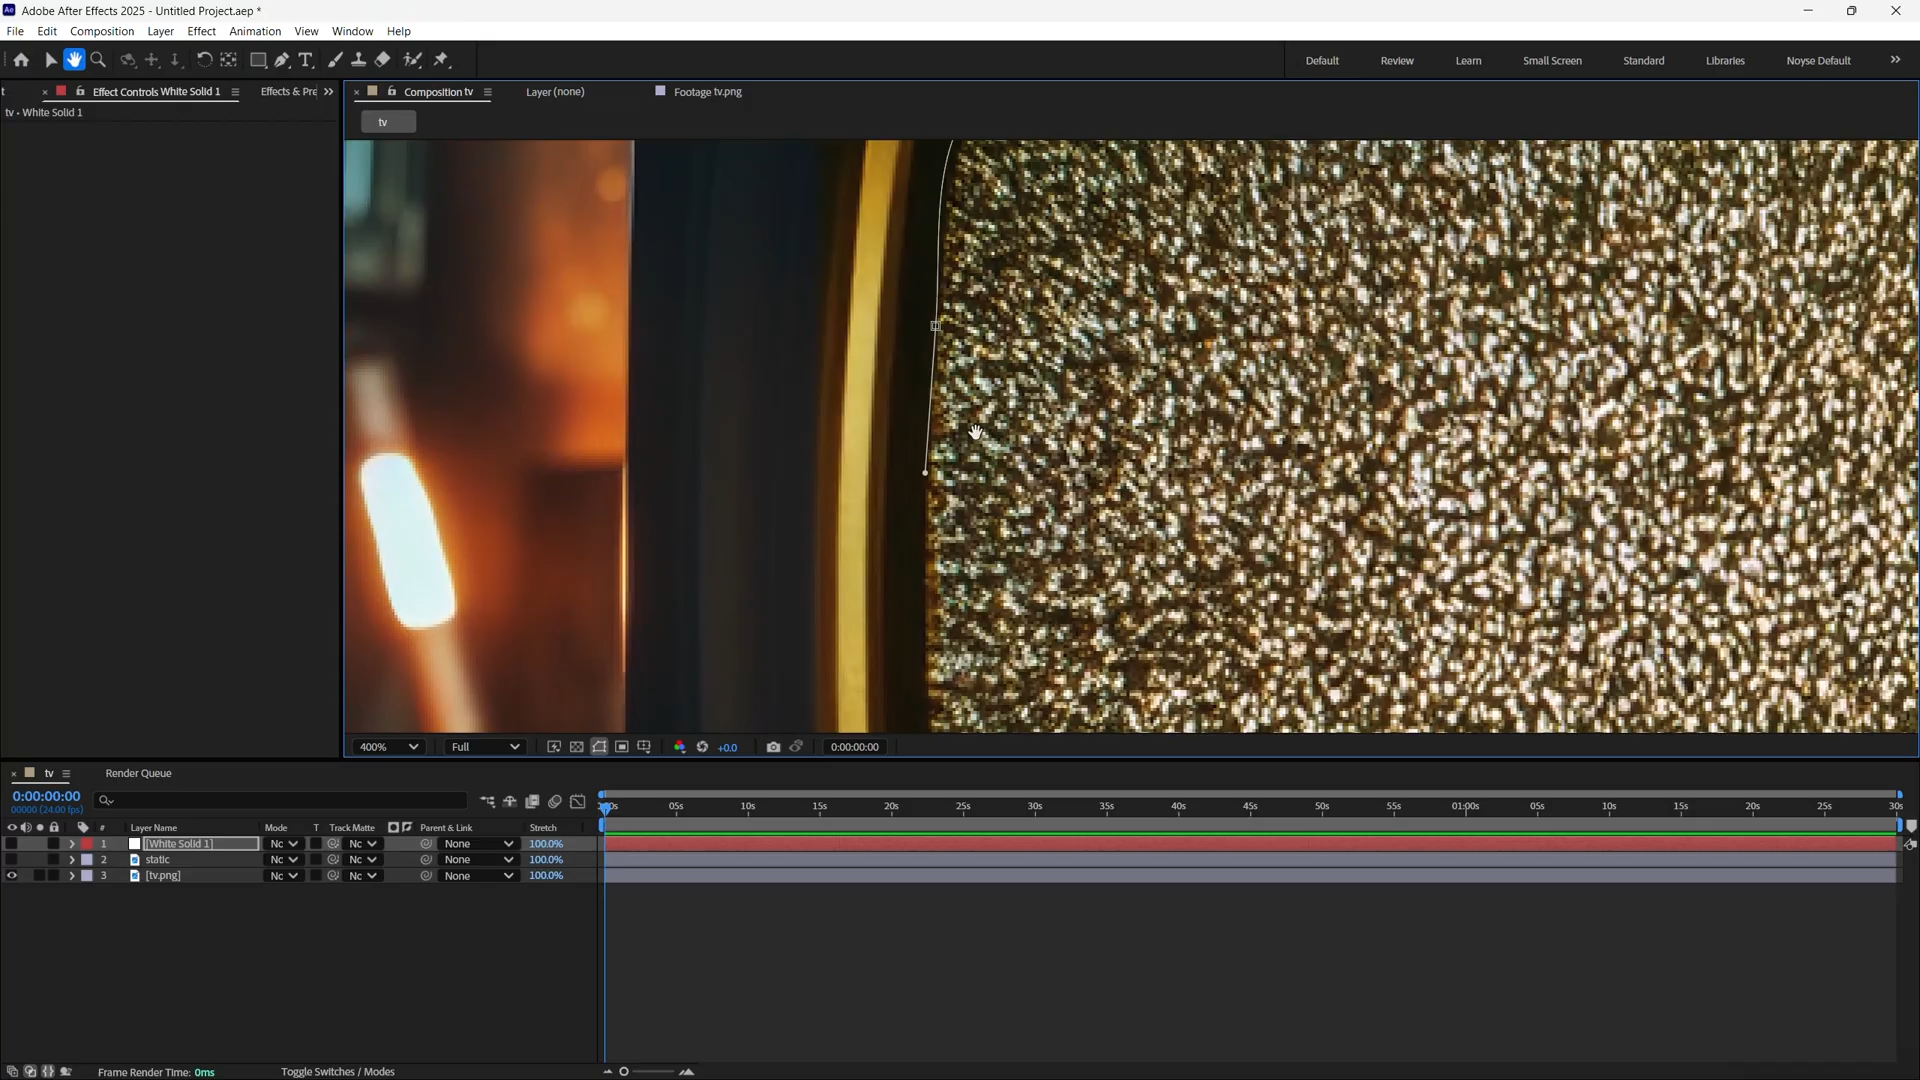 Adobe After Effects 2025 - Untitled Project.aep *
File Edit Composition Layer Effect Animation View Window Help
Default Review Learn Small Screen Standard Libraries Noyse Default
t × Effect Controls White Solid 1 Effects & Pre
× Composition tv Layer (none) Footage tv.png
tv • White Solid 1
tv
400% Full +0.0 0:00:00:00
× tv Render Queue
0:00:00:00
00000 (24.00 fps)
:00s 05s 10s 15s 20s 25s 30s 35s 40s 45s 50s 55s 01:00s 05s 10s 15s 20s 25s 30s
# Layer Name Mode T Track Matte Parent & Link Stretch
1 [White Solid 1] Nc Nc None 100.0%
2 static Nc Nc None 100.0%
3 [tv.png] Nc Nc None 100.0%
Frame Render Time: 0ms Toggle Switches / Modes